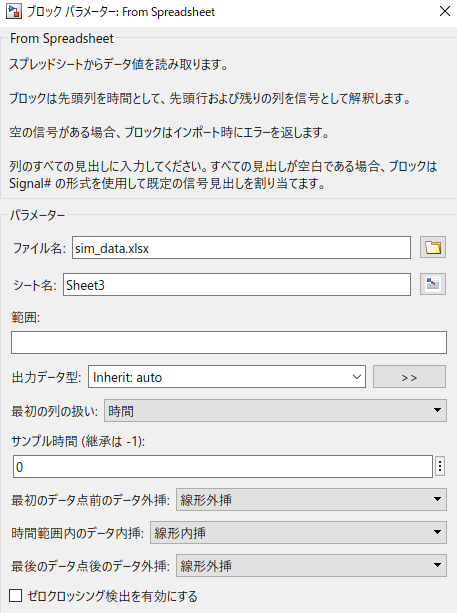 ブロック パラメーター: From Spreadsheet
From Spreadsheet
スプレッドシートからデータ値を読み取ります。
ブロックは先頭列を時間として、先頭行および残りの列を信号として解釈します。
空の信号がある場合、ブロックはインポート時にエラーを返します。
列のすべての見出しに入力してください。すべての見出しが空白である場合、ブロックは
Signal# の形式を使用して既定の信号見出しを割り当てます。
パラメーター
ファイル名: sim_data.xlsx
シート名: Sheet3
範囲:
出力データ型: Inherit: auto >>
最初の列の扱い: 時間
サンプル時間 (継承は -1):
0
最初のデータ点前のデータ外挿: 線形外挿
時間範囲内のデータ内挿: 線形内挿
最後のデータ点後のデータ外挿: 線形外挿
ゼロクロッシング検出を有効にする